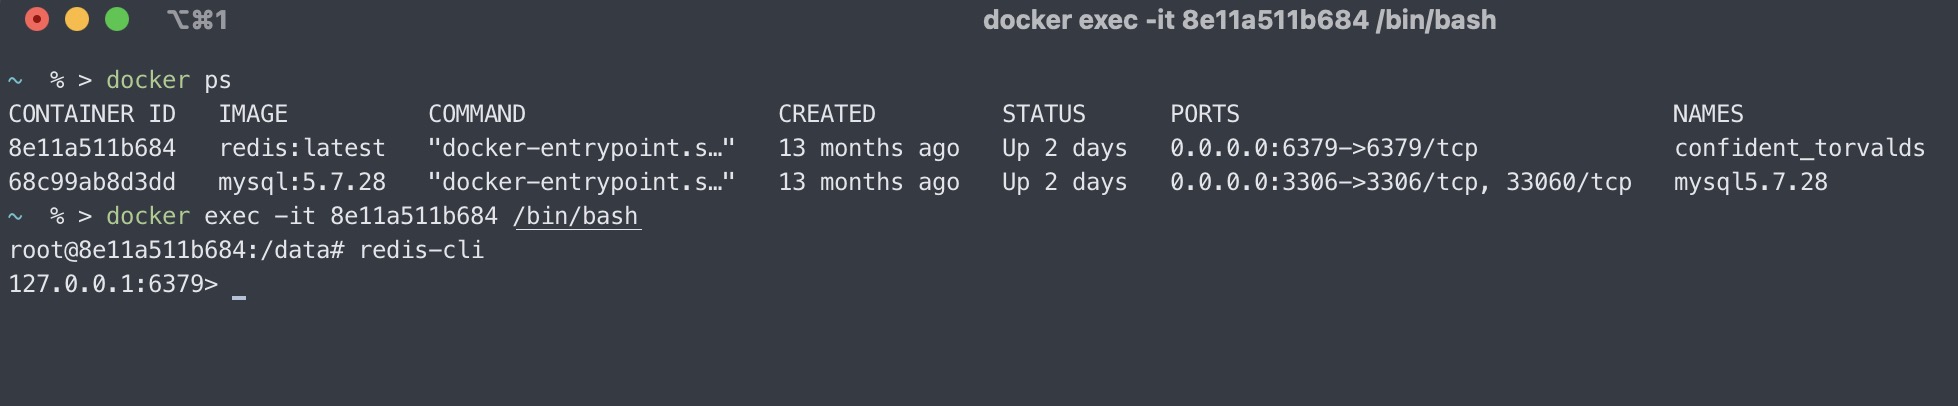 ⌥⌘1 docker exec -it 8e11a511b684 /bin/bash
~ % > docker ps
CONTAINER ID IMAGE COMMAND CREATED STATUS PORTS NAMES
8e11a511b684 redis:latest "docker-entrypoint.s…" 13 months ago Up 2 days 0.0.0.0:6379->6379/tcp confident_torvalds
68c99ab8d3dd mysql:5.7.28 "docker-entrypoint.s…" 13 months ago Up 2 days 0.0.0.0:3306->3306/tcp, 33060/tcp mysql5.7.28
~ % > docker exec -it 8e11a511b684 /bin/bash
root@8e11a511b684:/data# redis-cli
127.0.0.1:6379> _